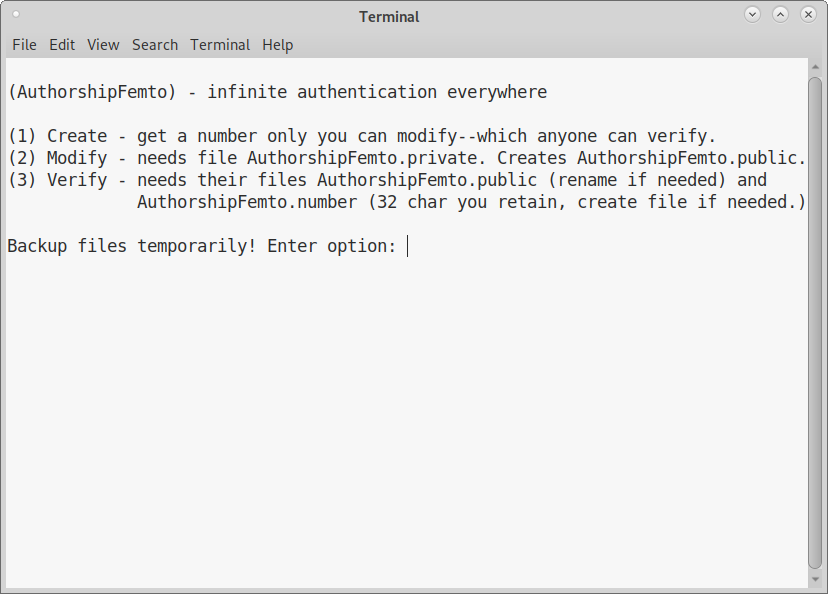 Terminal
File Edit View Search Terminal Help
(AuthorshipFemto) - infinite authentication everywhere
(1) Create - get a number only you can modify--which anyone can verify.
(2) Modify - needs file AuthorshipFemto.private. Creates AuthorshipFemto.public.
(3) Verify - needs their files AuthorshipFemto.public (rename if needed) and
AuthorshipFemto.number (32 char you retain, create file if needed.)
Backup files temporarily! Enter option: